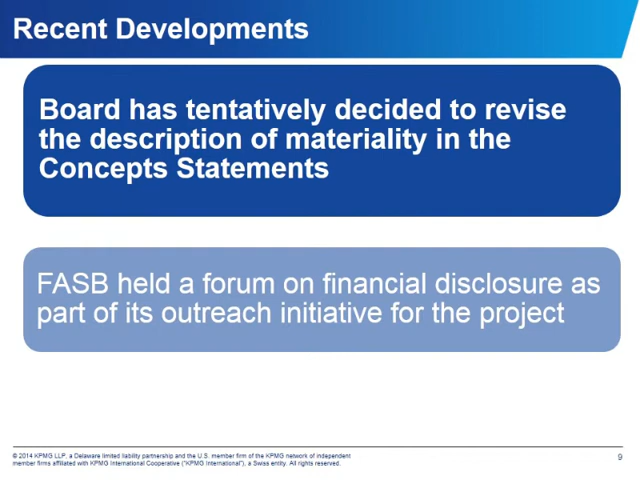 Recent Developments
Board has tentatively decided to revise
the description of materiality in the
Concepts Statements
FASB held a forum on financial disclosure as
part of its outreach initiative for the project
© 2014 KPMG LLP, a Delaware limited liability partnership and the U.S. member firm of the KPMG network of independent
member firms affiliated with KPMG International Cooperative ("KPMG International"), a Swiss entity. All rights reserved.
9